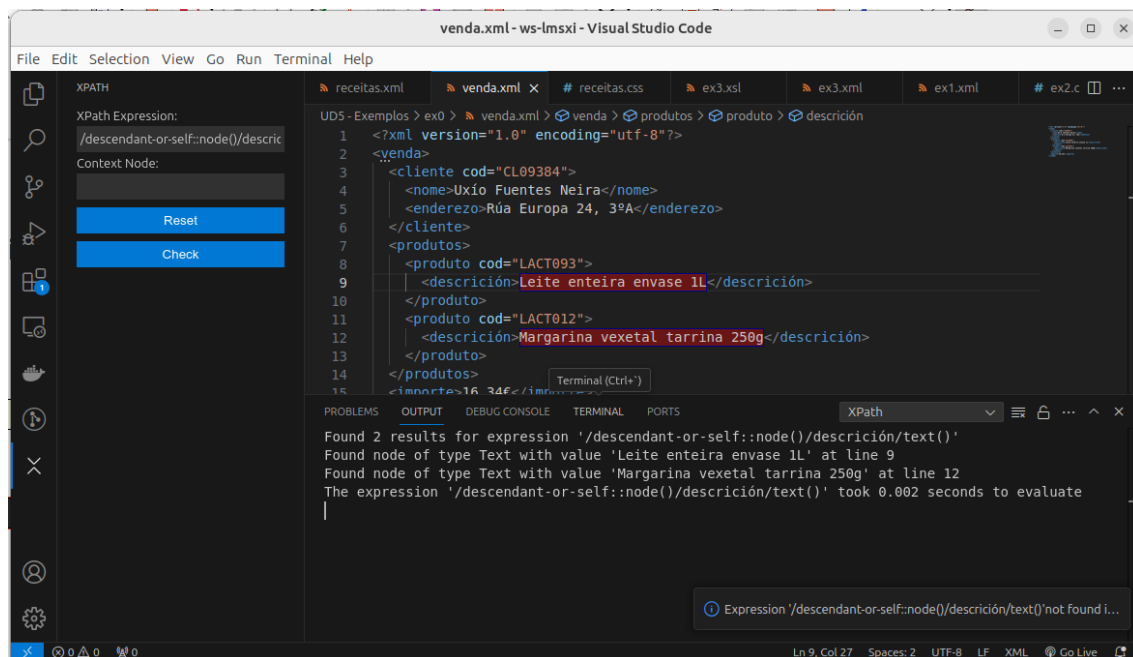 venda.xml - ws-lmsxi - Visual Studio Code
File Edit Selection View Go Run Terminal Help
XPATH
XPath Expression:
/descendant-or-self::node()/descric
Context Node:
Reset
Check
1
receitas.xml venda.xml # receitas.css ex3.xsl ex3.xml ex1.xml # ex2.c
UD5 - Exemplos > ex0 > venda.xml > venda > produtos > produto > descrición
1 <?xml version="1.0" encoding="utf-8"?>
2 <venda>
3 <cliente cod="CL09384">
4 <nome>Uxío Fuentes Neira</nome>
5 <enderezo>Rúa Europa 24, 3ºA</enderezo>
6 </cliente>
7 <produtos>
8 <produto cod="LACT093">
9 <descrición>Leite enteira envase 1L</descrición>
10 </produto>
11 <produto cod="LACT012">
12 <descrición>Margarina vexetal tarrina 250g</descrición>
13 </produto>
14 </produtos>
15 <importe>16,34€</importe>
Terminal (Ctrl+`)
PROBLEMS OUTPUT DEBUG CONSOLE TERMINAL PORTS XPath
Found 2 results for expression '/descendant-or-self::node()/descrición/text()'
Found node of type Text with value 'Leite enteira envase 1L' at line 9
Found node of type Text with value 'Margarina vexetal tarrina 250g' at line 12
The expression '/descendant-or-self::node()/descrición/text()' took 0.002 seconds to evaluate
Expression '/descendant-or-self::node()/descrición/text()'not found i...
0 0 0 Ln 9, Col 27 Spaces: 2 UTF-8 LF XML Go Live